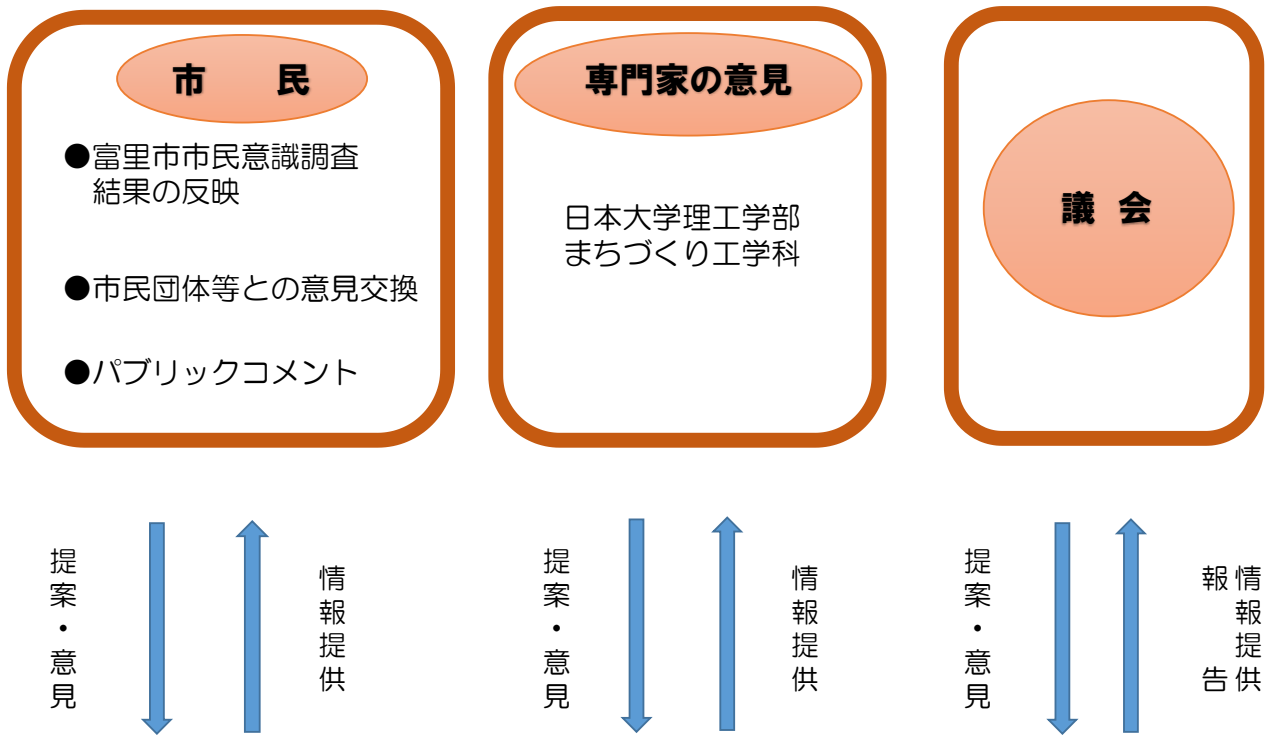 市　　民
●富里市市民意識調査
結果の反映
●市民団体等との意見交換
●パブリックコメント
専門家の意見
日本大学理工学部
まちづくり工学科
議　会
提案・意見
情報提供
提案・意見
情報提供
提案・意見
情報提供
報　　告